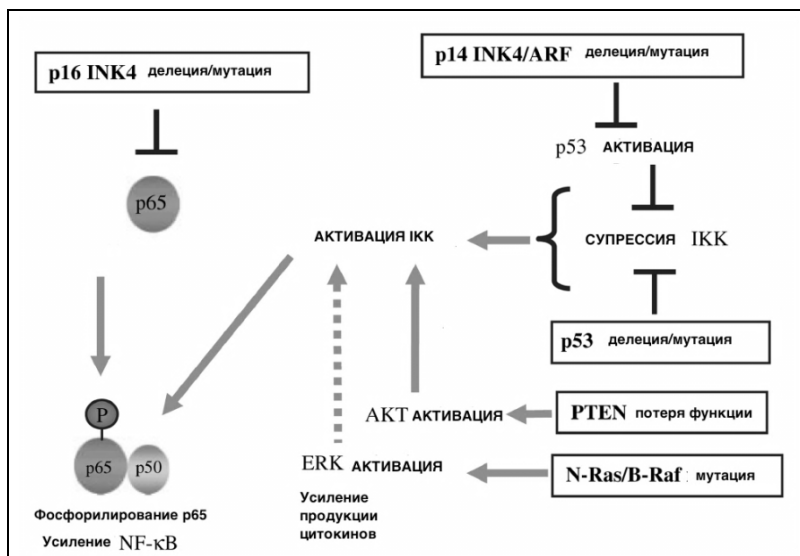 p16 INK4 делеция/мутация
p14 INK4/ARF делеция/мутация
p53 АКТИВАЦИЯ
p65
АКТИВАЦИЯ IKK
СУПРЕССИЯ IKK
p53 делеция/мутация
P
AKT АКТИВАЦИЯ
PTEN потеря функции
p65
p50
ERK АКТИВАЦИЯ
N-Ras/B-Raf : мутация
Фосфорилирование p65
Усиление NF-κB
Усиление
продукции
цитокинов